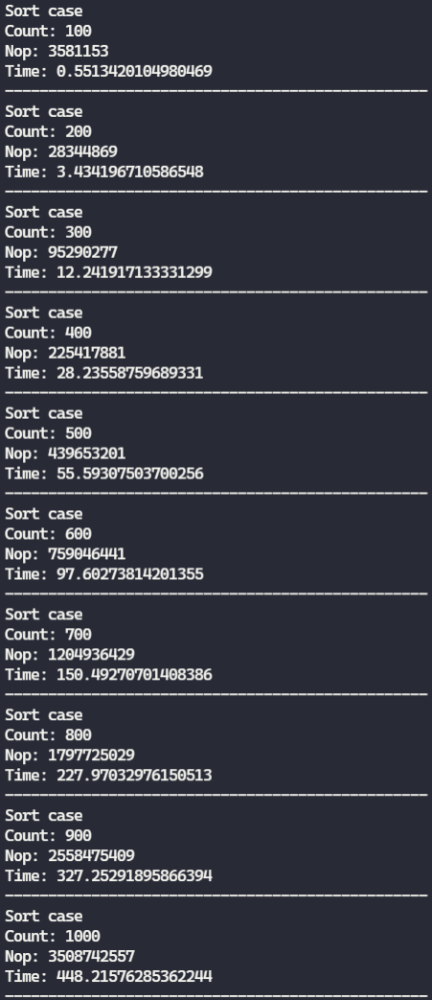 Sort case
Count: 100
Nop: 3581153
Time: 0.5513420104980469
-------------------------------------------------
Sort case
Count: 200
Nop: 28344869
Time: 3.434196710586548
-------------------------------------------------
Sort case
Count: 300
Nop: 95290277
Time: 12.241917133331299
-------------------------------------------------
Sort case
Count: 400
Nop: 225417881
Time: 28.23558759689331
-------------------------------------------------
Sort case
Count: 500
Nop: 439653201
Time: 55.59307503700256
-------------------------------------------------
Sort case
Count: 600
Nop: 759046441
Time: 97.60273814201355
-------------------------------------------------
Sort case
Count: 700
Nop: 1204936429
Time: 150.49270701408386
-------------------------------------------------
Sort case
Count: 800
Nop: 1797725029
Time: 227.97032976150513
-------------------------------------------------
Sort case
Count: 900
Nop: 2558475409
Time: 327.25291895866394
-------------------------------------------------
Sort case
Count: 1000
Nop: 3508742557
Time: 448.21576285362244
-------------------------------------------------